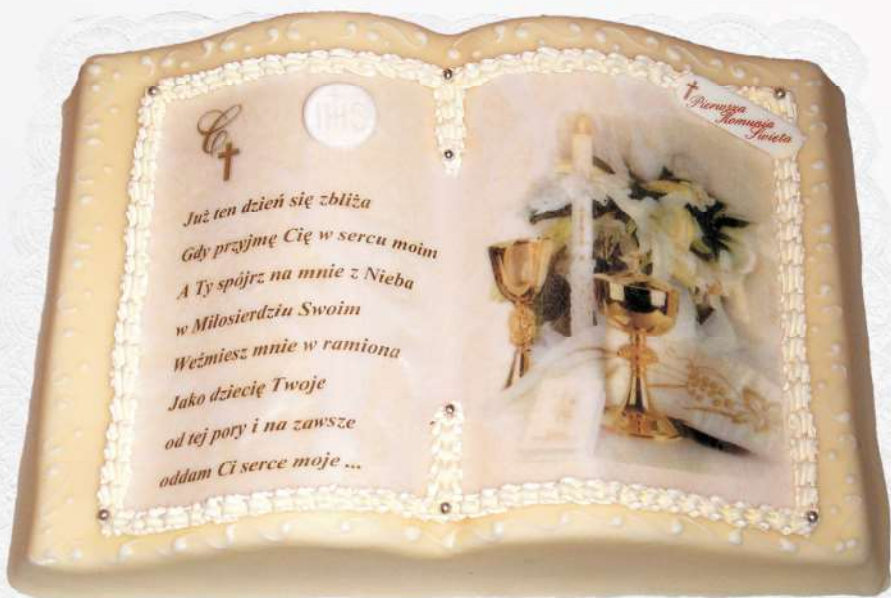 IHS
Już ten dzień się zbliża
Gdy przyjmę Cię w sercu moim
A Ty spójrz na mnie z Nieba
w Miłosierdziu Swoim
Weźmiesz mnie w ramiona
Jako dziecię Twoje
od tej pory i na zawsze
oddam Ci serce moje ...
Pierwsza
Komunia
Święta